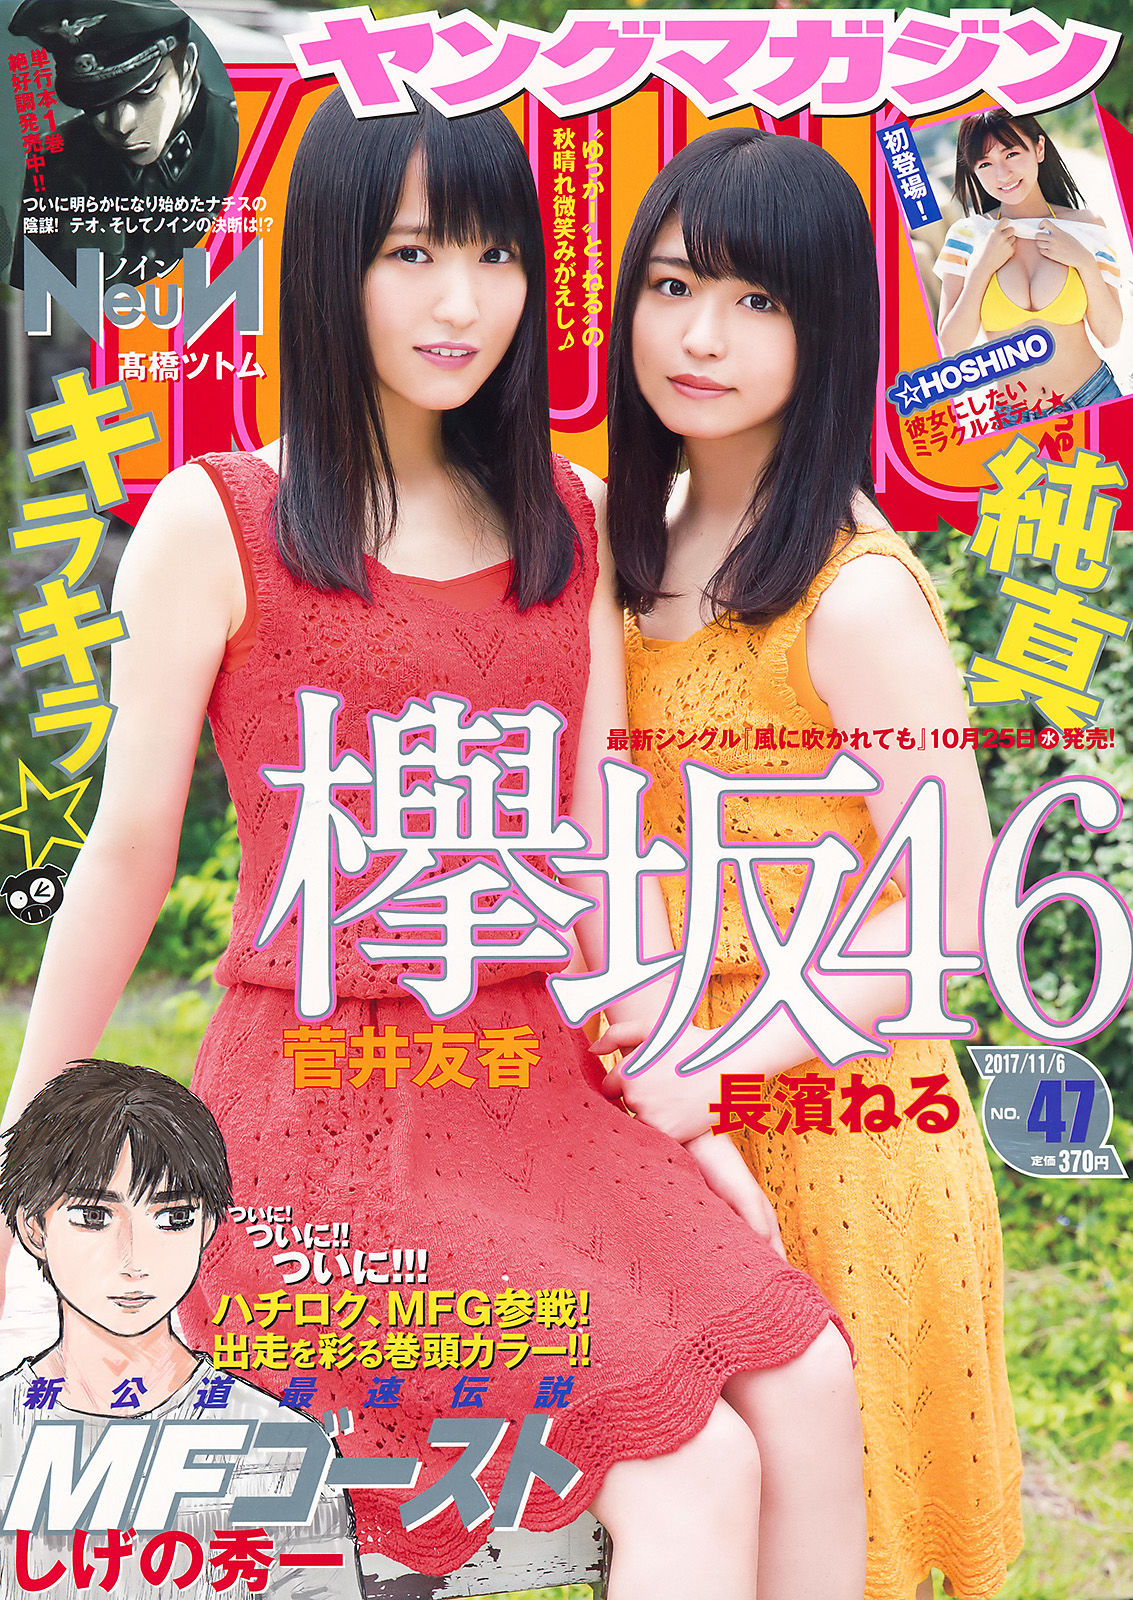 ヤングマガジン
単行本1巻
絶好調発売中!!
ついに明らかになり始めたナチスの
陰謀! テオ、そしてノインの決断は!?
ノイン
NeuN
髙橋ツトム
“ゆっかー”と“ねる”の
秋晴れ微笑みがえし♪
初登場!
☆HOSHINO
彼女にしたい
ミラクルボディ★
キラキラ☆
純真
最新シングル『風に吹かれても』10月25日㊌発売!
欅坂46
菅井友香
長濱ねる
2017/11/6
NO. 47
定価370円
ついに!
ついに!!
ついに!!!
ハチロク、MFG参戦!
出走を彩る巻頭カラー!!
新公道最速伝説
MFゴースト
しげの秀一